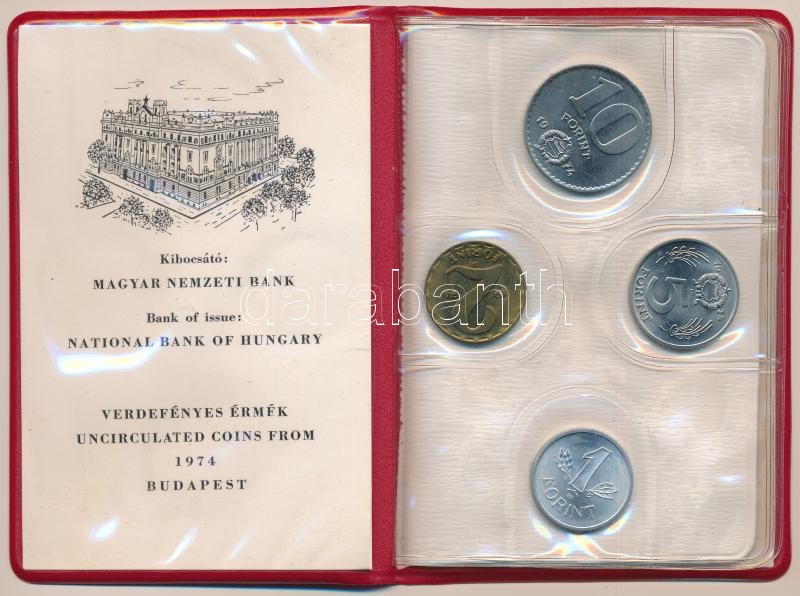 Kibocsátó:
MAGYAR NEMZETI BANK
Bank of issue:
NATIONAL BANK OF HUNGARY
VERDEFÉNYES ÉRMÉK
UNCIRCULATED COINS FROM
1974
BUDAPEST
10
FORINT
1974
2
FORINT
5
FORINT
1
FORINT
darabanth